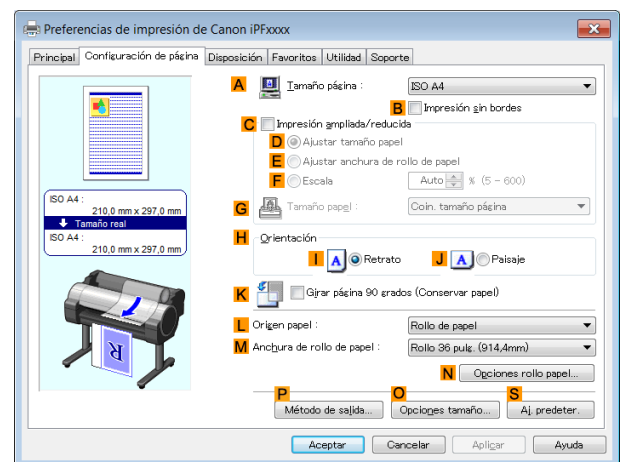 Preferencias de impresión de Canon iPFxxxx
Principal Configuración de página Disposición Favoritos Utilidad Soporte
A Tamaño página : ISO A4
B Impresión sin bordes
C Impresión ampliada/reducida
D Ajustar tamaño papel
E Ajustar anchura de rollo de papel
F Escala Auto % (5 - 600)
G Tamaño papel : Coin. tamaño página
ISO A4 :
210,0 mm x 297,0 mm
Tamaño real
ISO A4 :
210,0 mm x 297,0 mm
H Orientación
I A Retrato J A Paisaje
K Girar página 90 grados (Conservar papel)
R
L Origen papel : Rollo de papel
M Anchura de rollo de papel : Rollo 36 pulg. (914,4mm)
N Opciones rollo papel...
P O S
Método de salida... Opciones tamaño... Aj. predeter.
Aceptar Cancelar Aplicar Ayuda